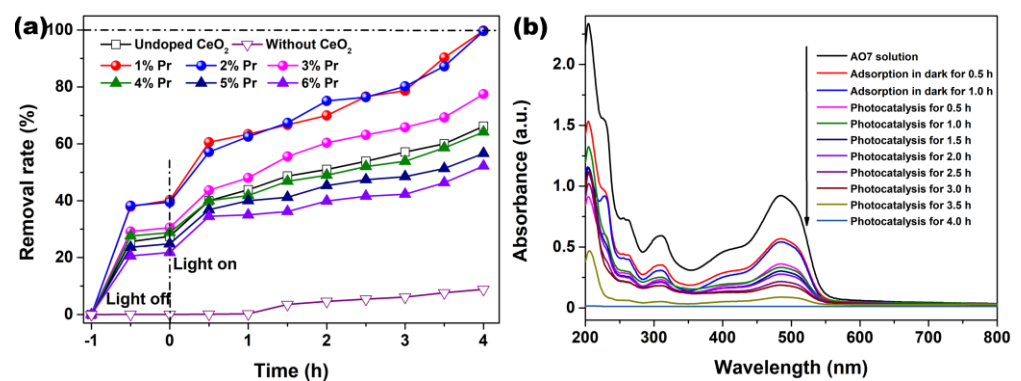 (a)
Removal rate (%)
100
80
60
40
20
0
Undoped CeO₂ Without CeO₂
1% Pr 2% Pr 3% Pr
4% Pr 5% Pr 6% Pr
Light on
Light off
-1 0 1 2 3 4
Time (h)
(b)
Absorbance (a.u.)
2.0
1.5
1.0
0.5
0
AO7 solution
Adsorption in dark for 0.5 h
Adsorption in dark for 1.0 h
Photocatalysis for 0.5 h
Photocatalysis for 1.0 h
Photocatalysis for 1.5 h
Photocatalysis for 2.0 h
Photocatalysis for 2.5 h
Photocatalysis for 3.0 h
Photocatalysis for 3.5 h
Photocatalysis for 4.0 h
200 300 400 500 600 700 800
Wavelength (nm)